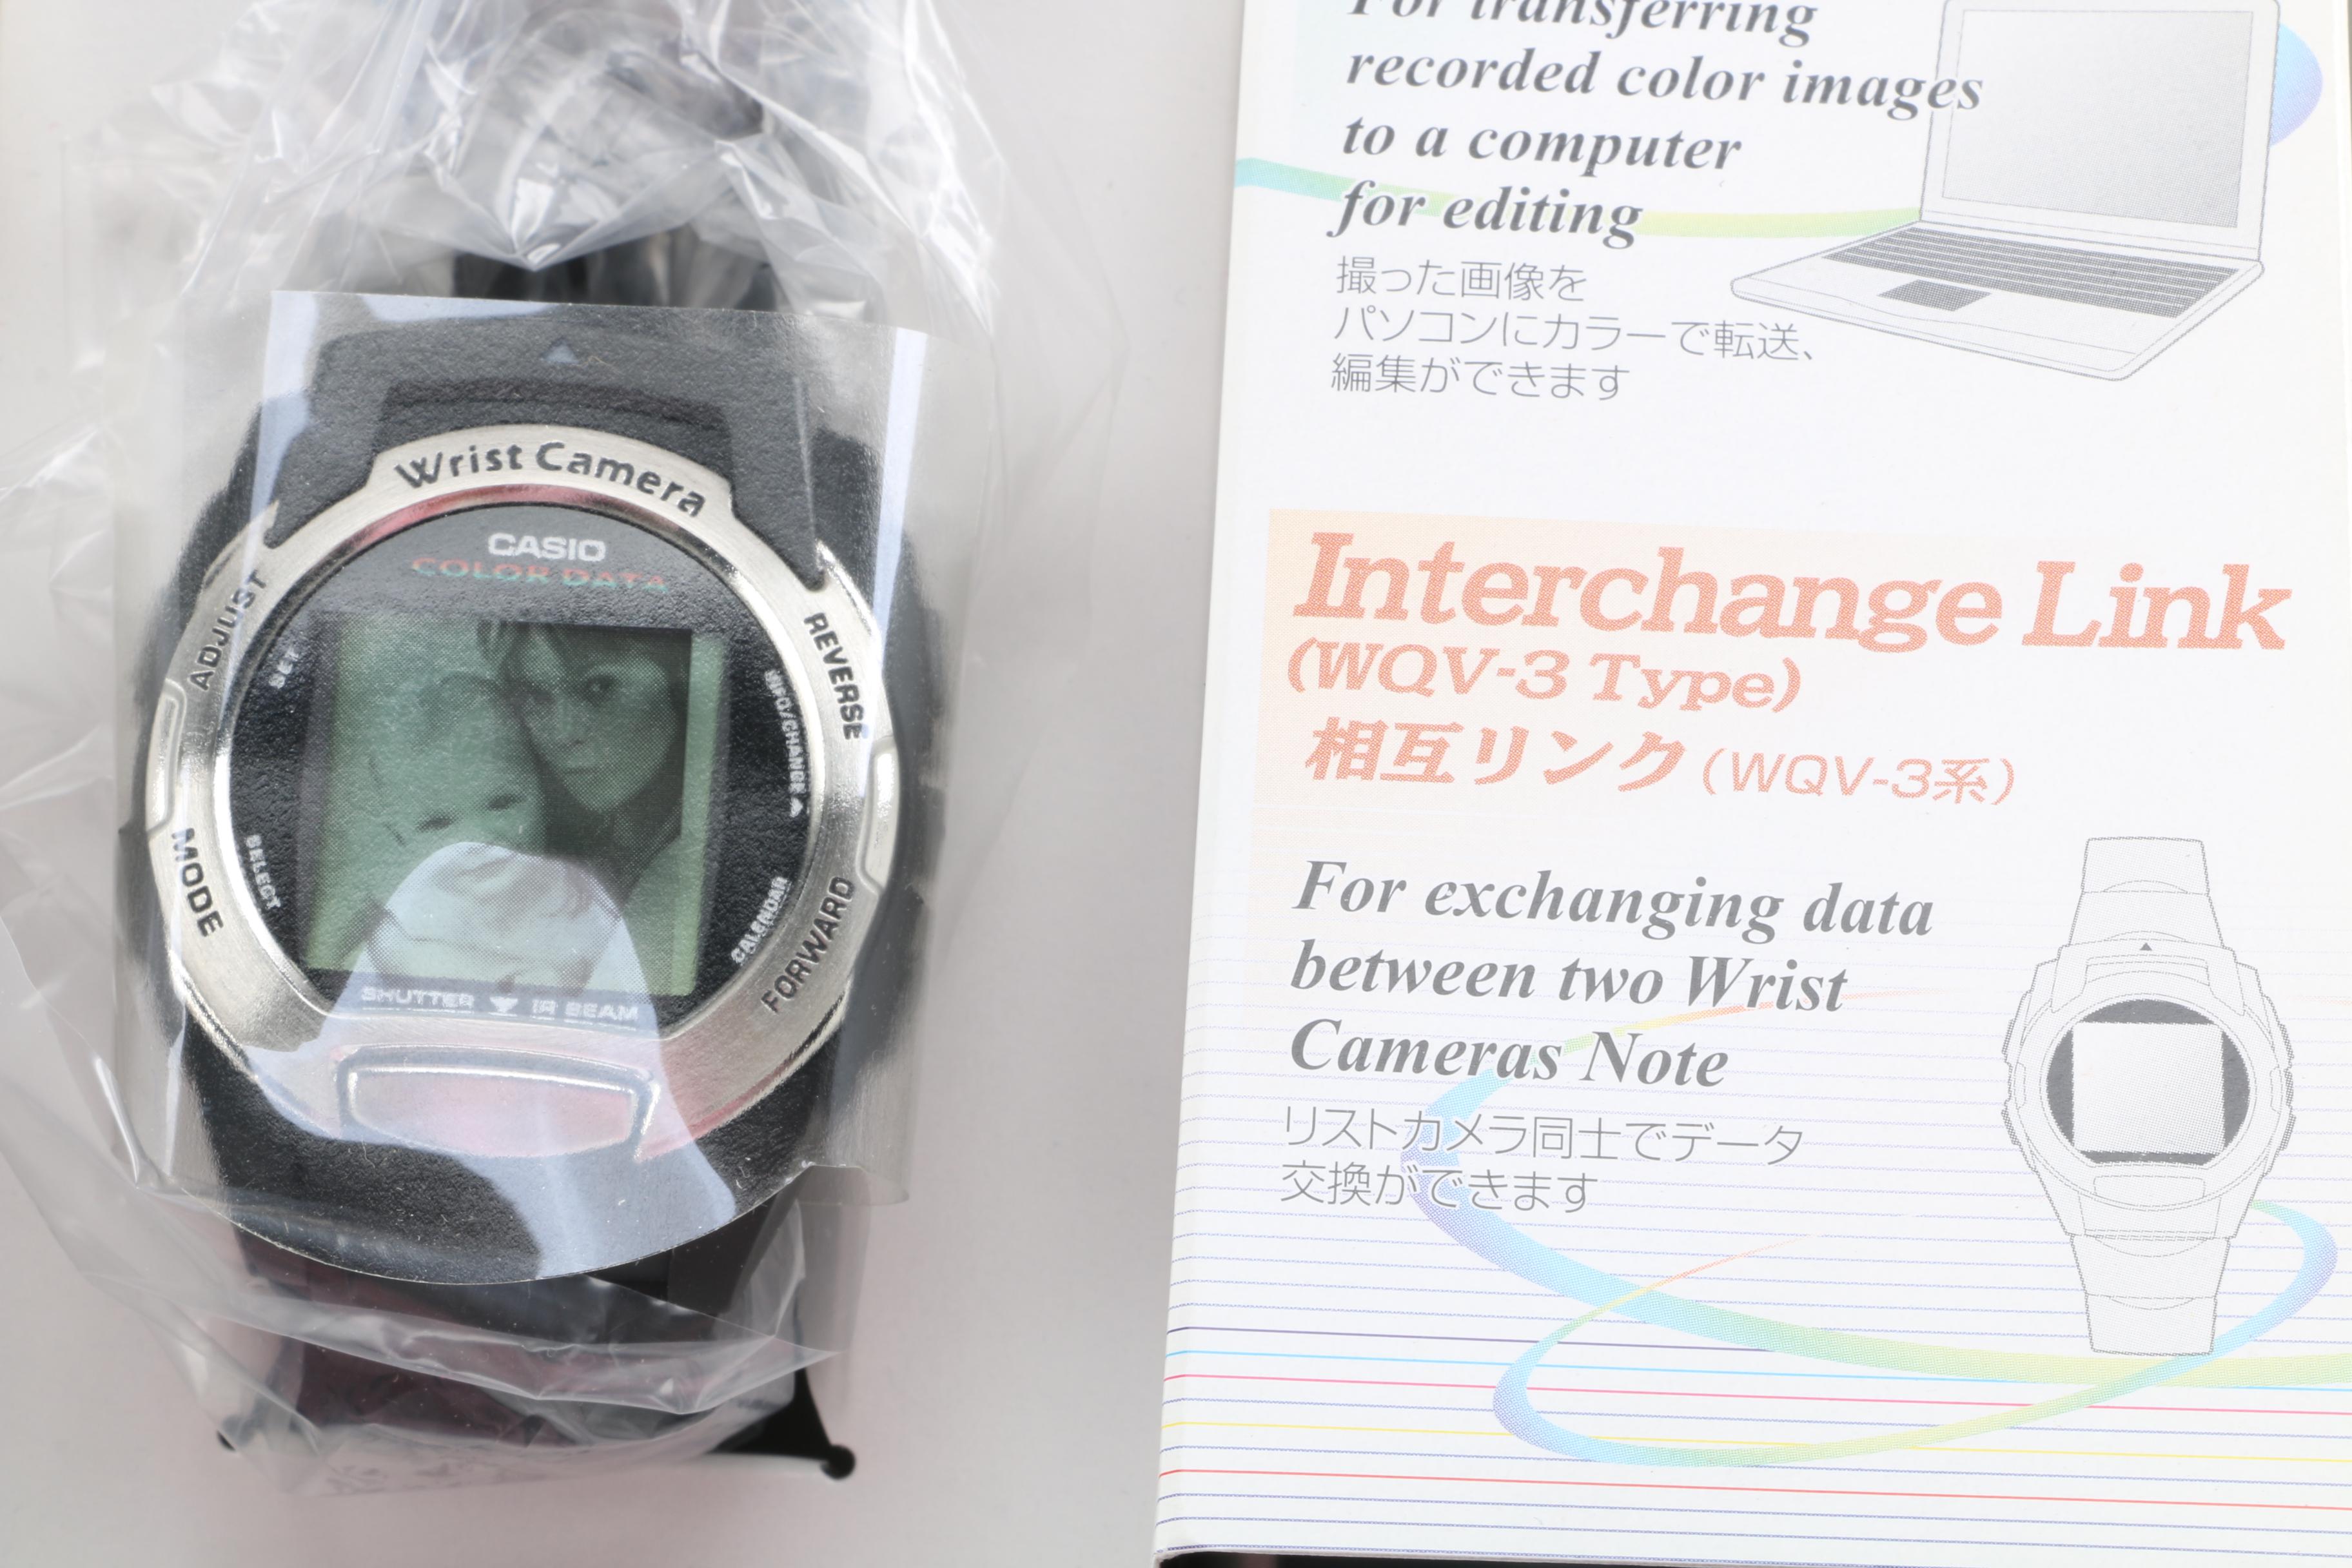 Wrist Camera
CASIO
COLOR DATA
ADJUST
SET
REVERSE
UPD/CHANGE
MODE
SELECT
CALENDAR
FORWARD
SHUTTER ▼ IR BEAM
For transferring
recorded color images
to a computer
for editing
撮った画像を
パソコンにカラーで転送、
編集ができます
Interchange Link
(WQV-3 Type)
相互リンク(WQV-3系)
For exchanging data
between two Wrist
Cameras Note
リストカメラ同士でデータ
交換ができます